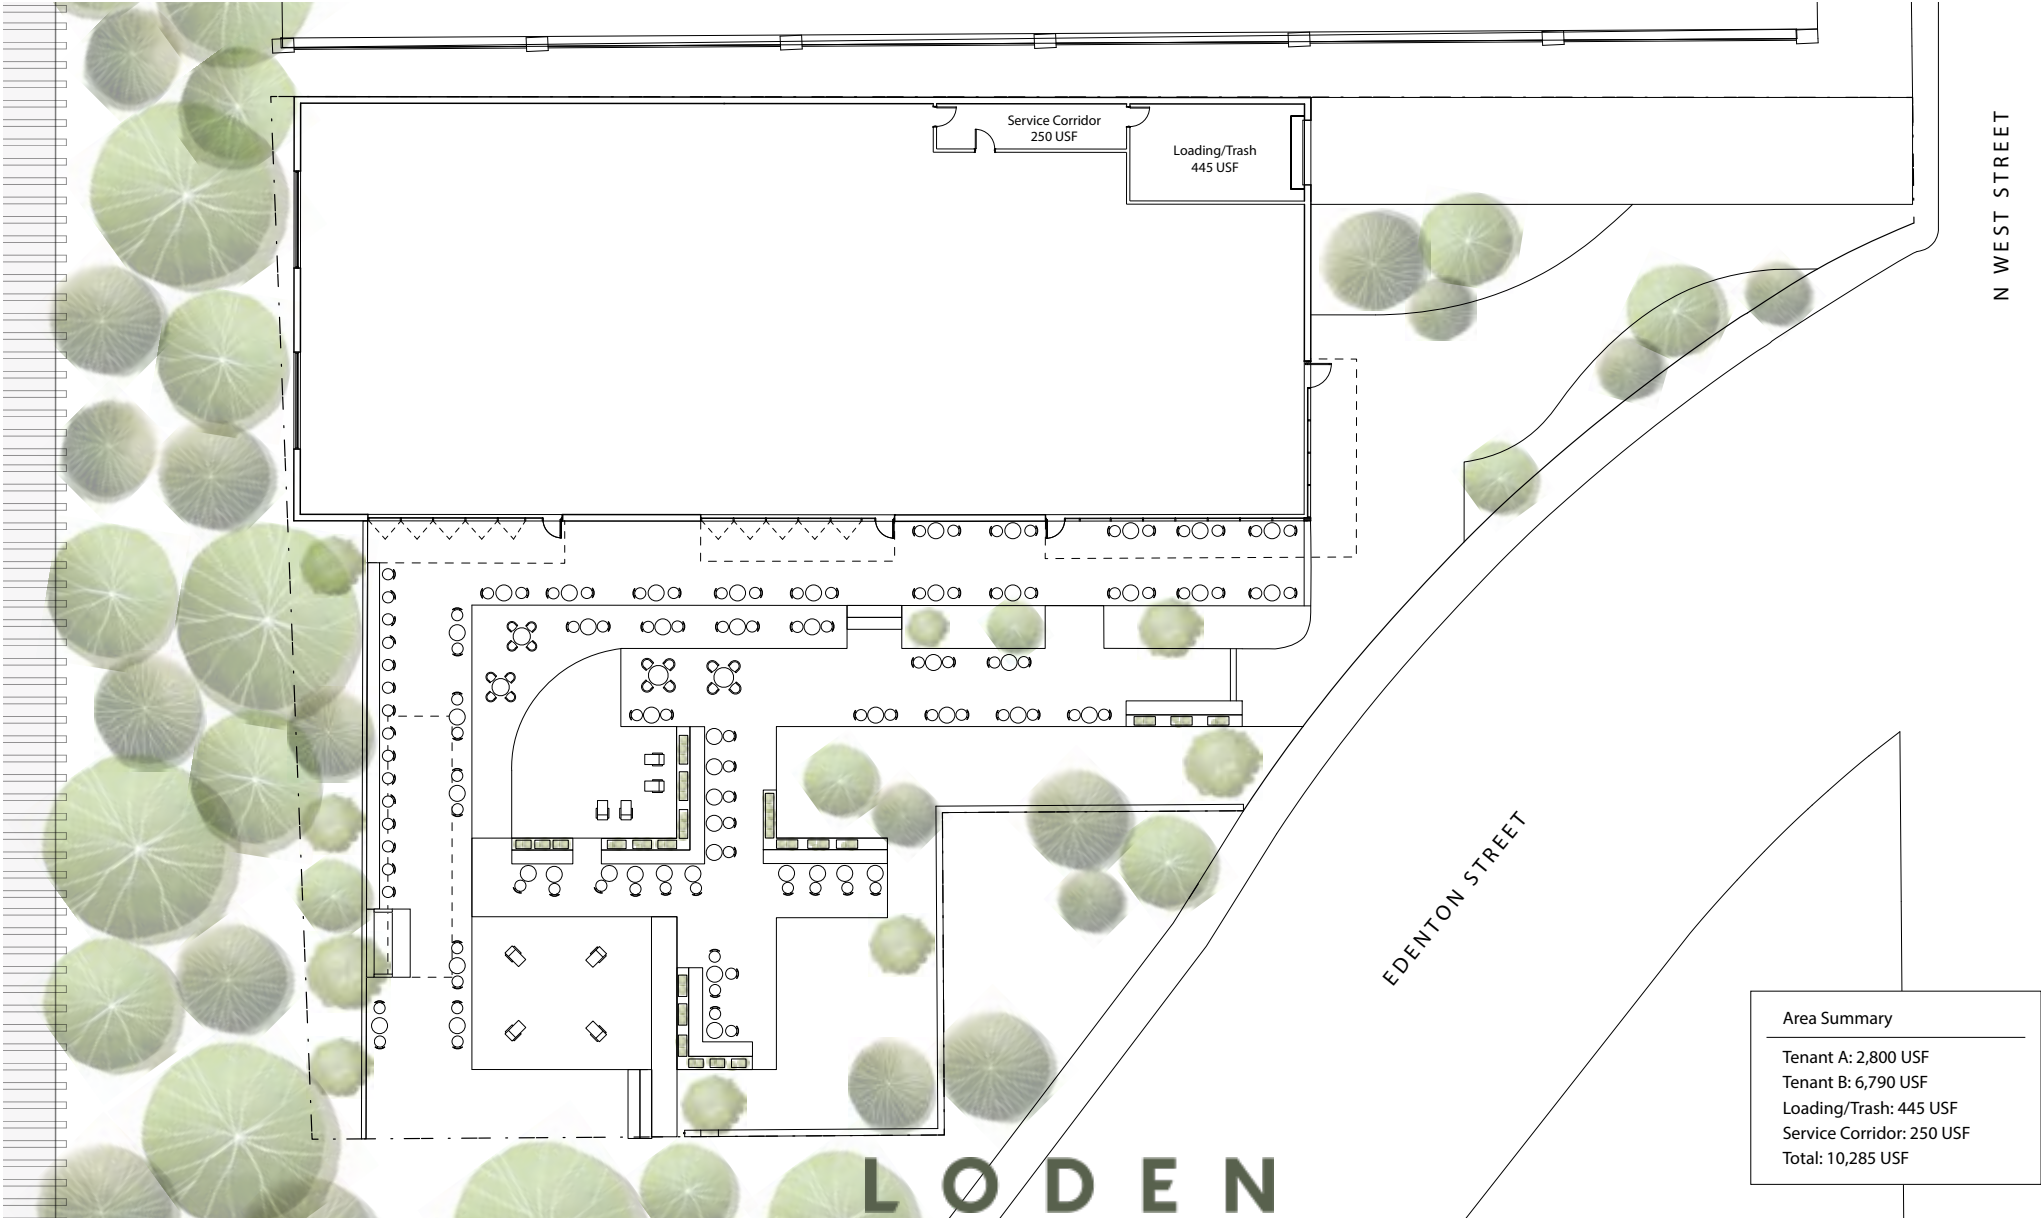 Service Corridor
250 USF
Loading/Trash
445 USF
N WEST STREET
EDENTON STREET
Area Summary
Tenant A: 2,800 USF
Tenant B: 6,790 USF
Loading/Trash: 445 USF
Service Corridor: 250 USF
Total: 10,285 USF
LODEN